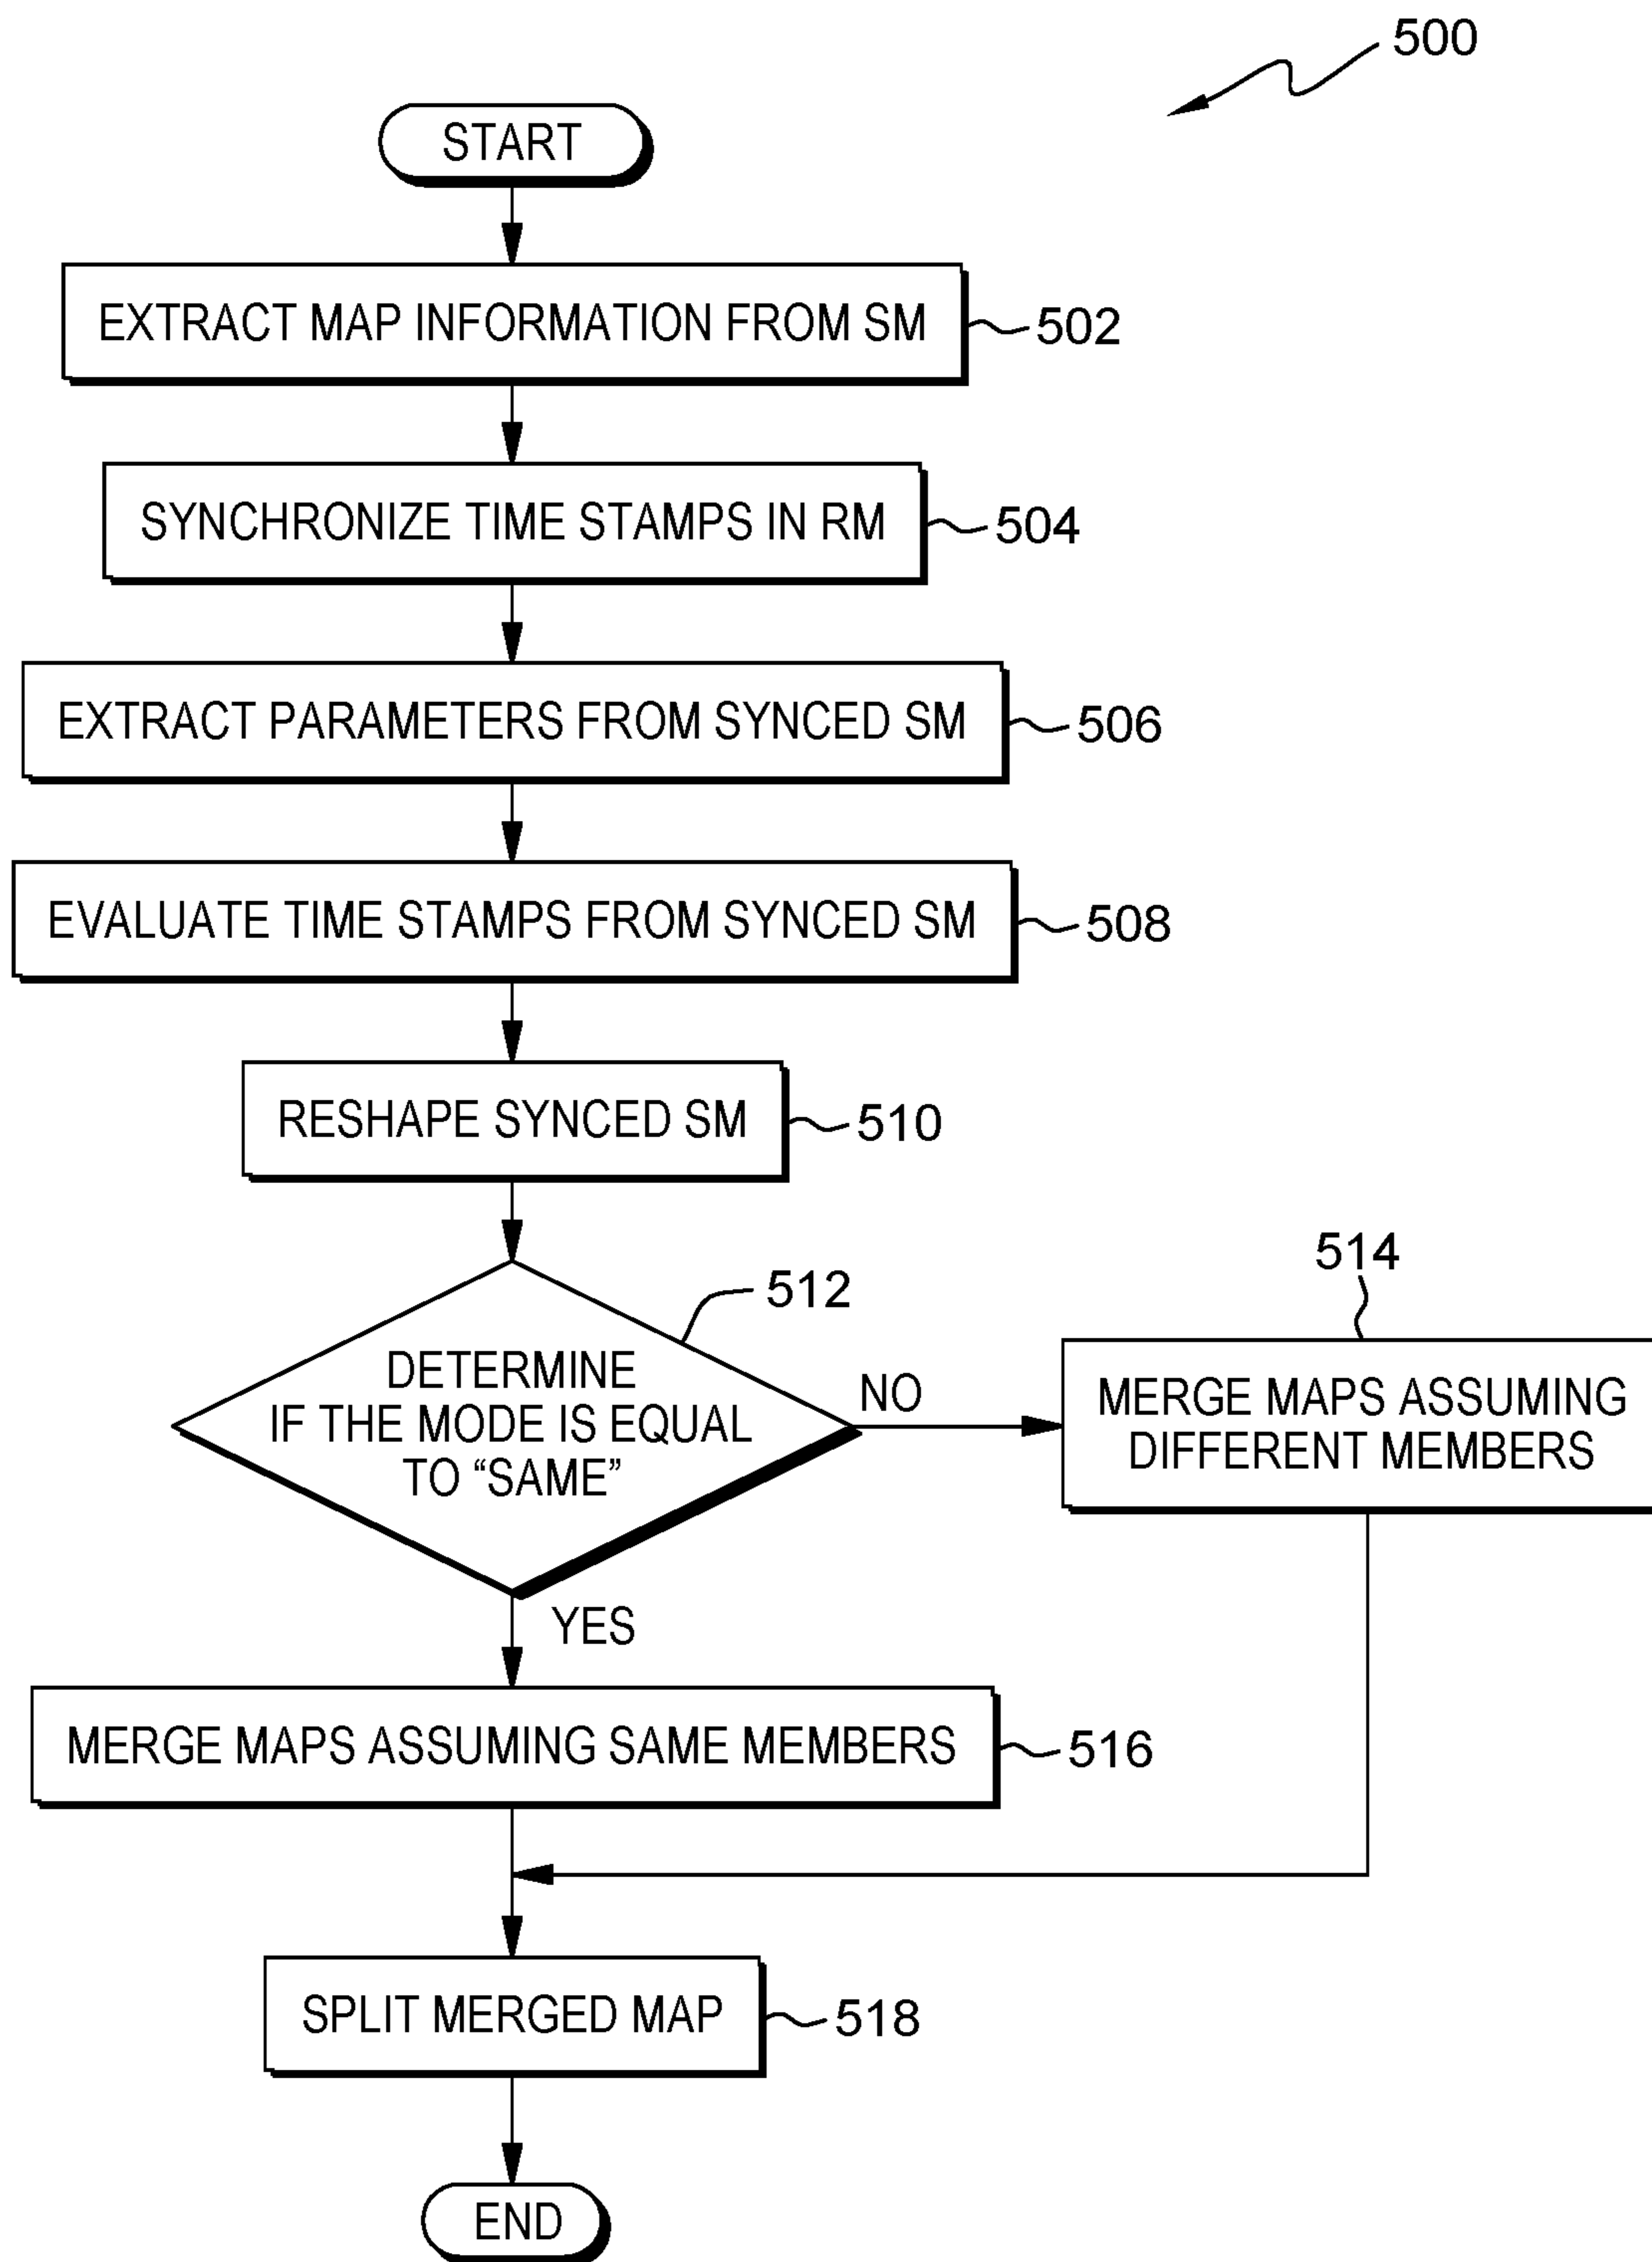 500
START
EXTRACT MAP INFORMATION FROM SM
502
SYNCHRONIZE TIME STAMPS IN RM
504
EXTRACT PARAMETERS FROM SYNCED SM
506
EVALUATE TIME STAMPS FROM SYNCED SM
508
RESHAPE SYNCED SM
510
512
DETERMINE
IF THE MODE IS EQUAL
TO “SAME”
NO
514
MERGE MAPS ASSUMING
DIFFERENT MEMBERS
YES
MERGE MAPS ASSUMING SAME MEMBERS
516
SPLIT MERGED MAP
518
END